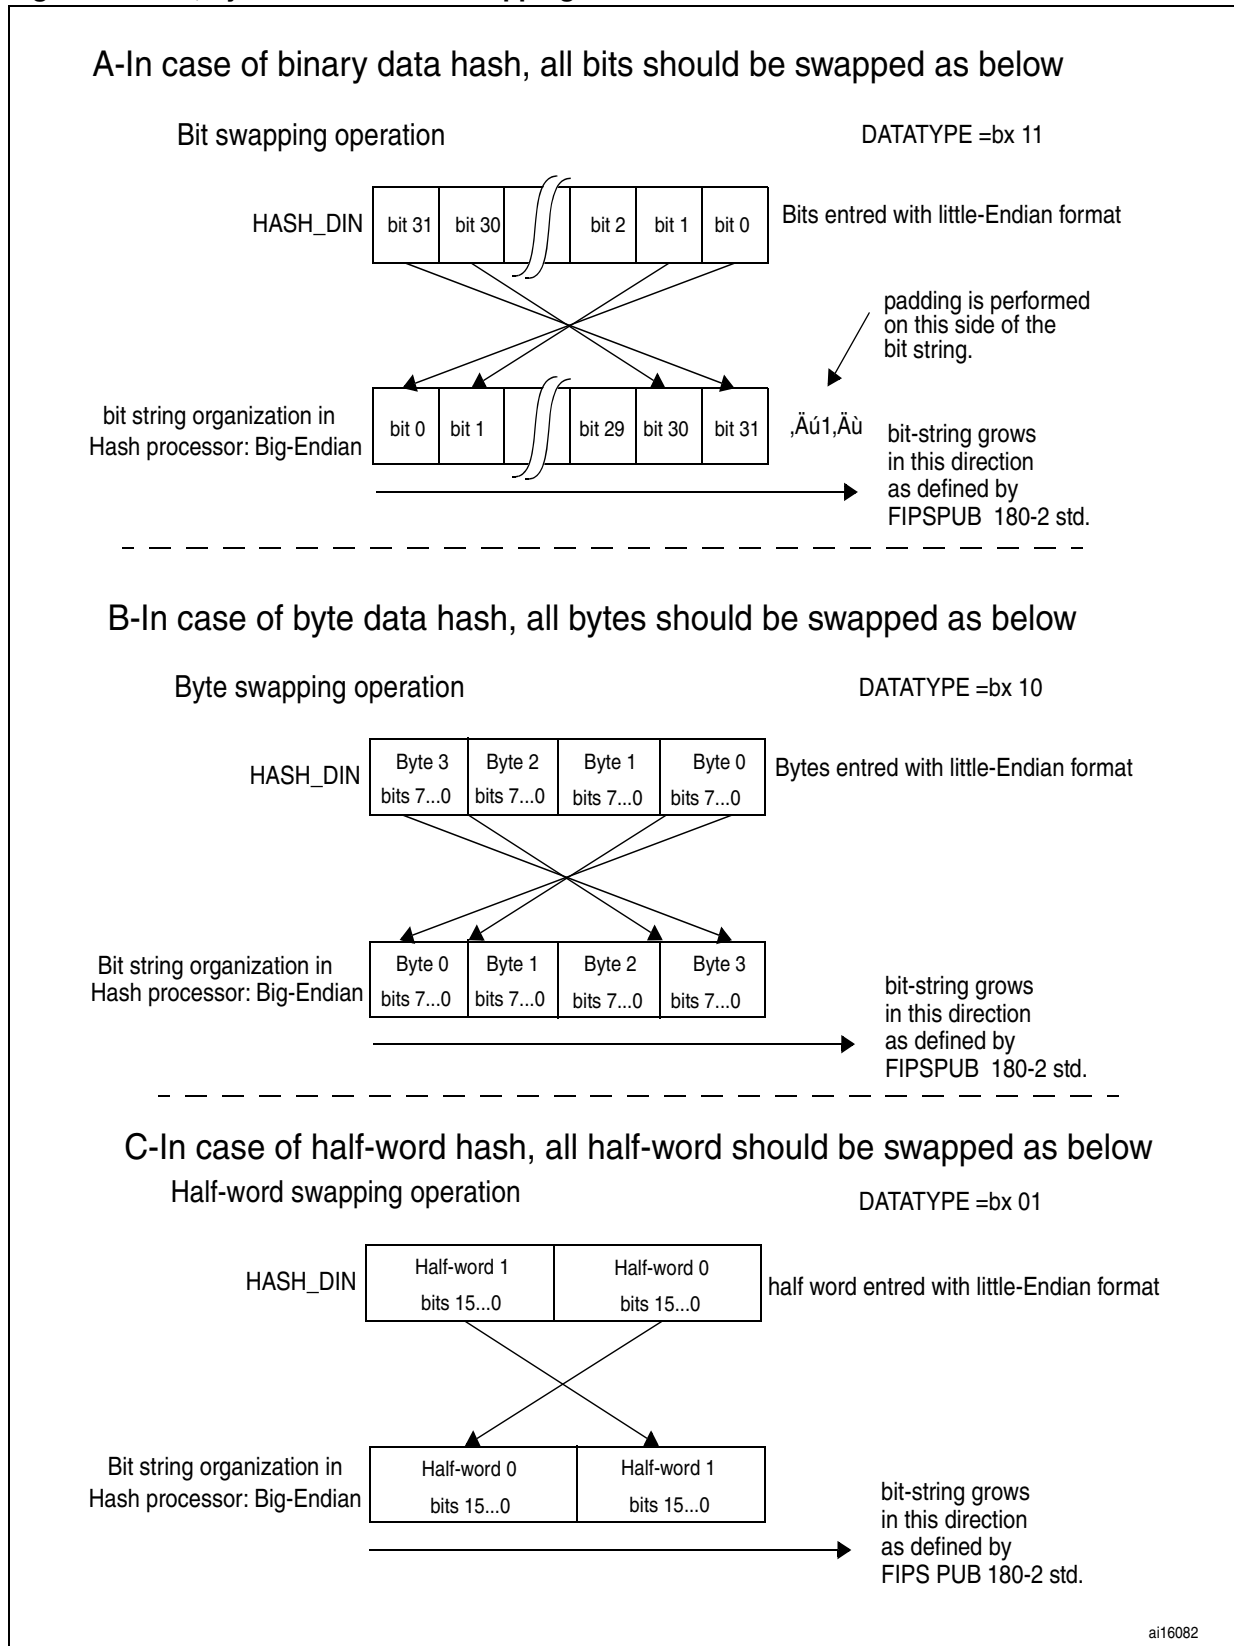 A-In case of binary data hash, all bits should be swapped as below
Bit swapping operation
DATATYPE =bx 11
HASH_DIN
bit 31 bit 30 bit 2 bit 1 bit 0
Bits entred with little-Endian format
padding is performed
on this side of the
bit string.
bit string organization in
Hash processor: Big-Endian
bit 0 bit 1 bit 29 bit 30 bit 31
‚Äú1‚Äù
bit-string grows
in this direction
as defined by
FIPSPUB 180-2 std.
B-In case of byte data hash, all bytes should be swapped as below
Byte swapping operation
DATATYPE =bx 10
HASH_DIN
Byte 3 Byte 2 Byte 1 Byte 0
bits 7...0 bits 7...0 bits 7...0 bits 7...0
Bytes entred with little-Endian format
Bit string organization in
Hash processor: Big-Endian
Byte 0 Byte 1 Byte 2 Byte 3
bits 7...0 bits 7...0 bits 7...0 bits 7...0
bit-string grows
in this direction
as defined by
FIPSPUB 180-2 std.
C-In case of half-word hash, all half-word should be swapped as below
Half-word swapping operation
DATATYPE =bx 01
HASH_DIN
Half-word 1 Half-word 0
bits 15...0 bits 15...0
half word entred with little-Endian format
Bit string organization in
Hash processor: Big-Endian
Half-word 0 Half-word 1
bits 15...0 bits 15...0
bit-string grows
in this direction
as defined by
FIPS PUB 180-2 std.
ai16082